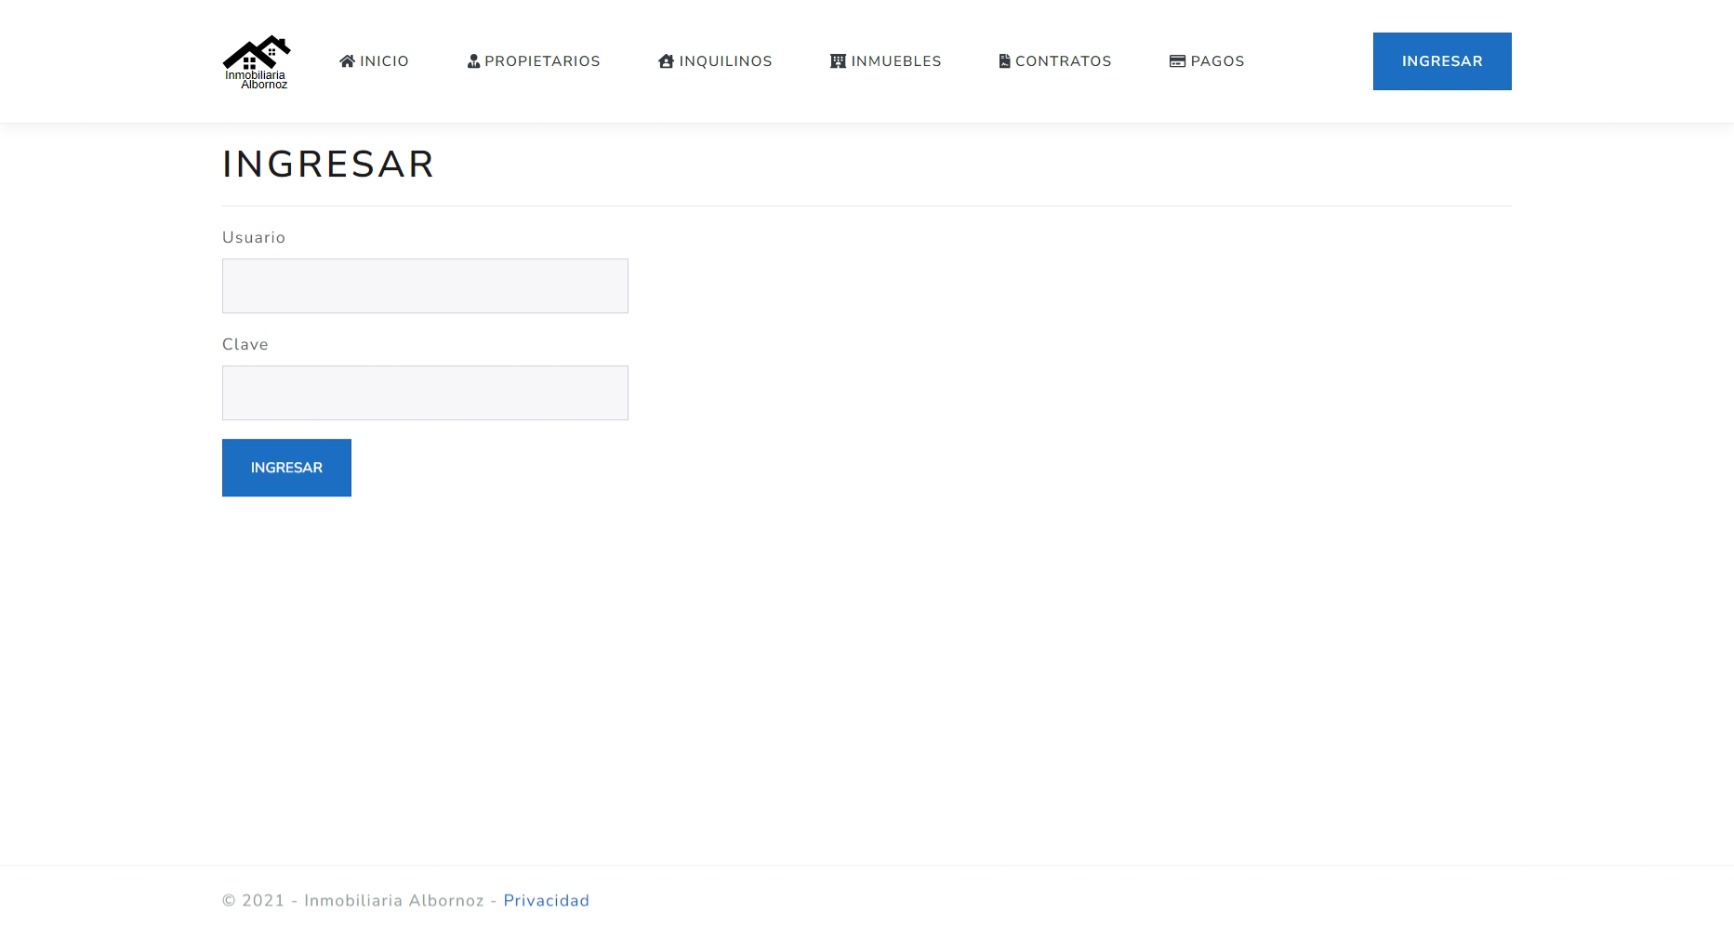 Inmobiliaria
Albornoz
INICIO
PROPIETARIOS
INQUILINOS
INMUEBLES
CONTRATOS
PAGOS
INGRESAR
INGRESAR
Usuario
Clave
INGRESAR
© 2021 - Inmobiliaria Albornoz - Privacidad